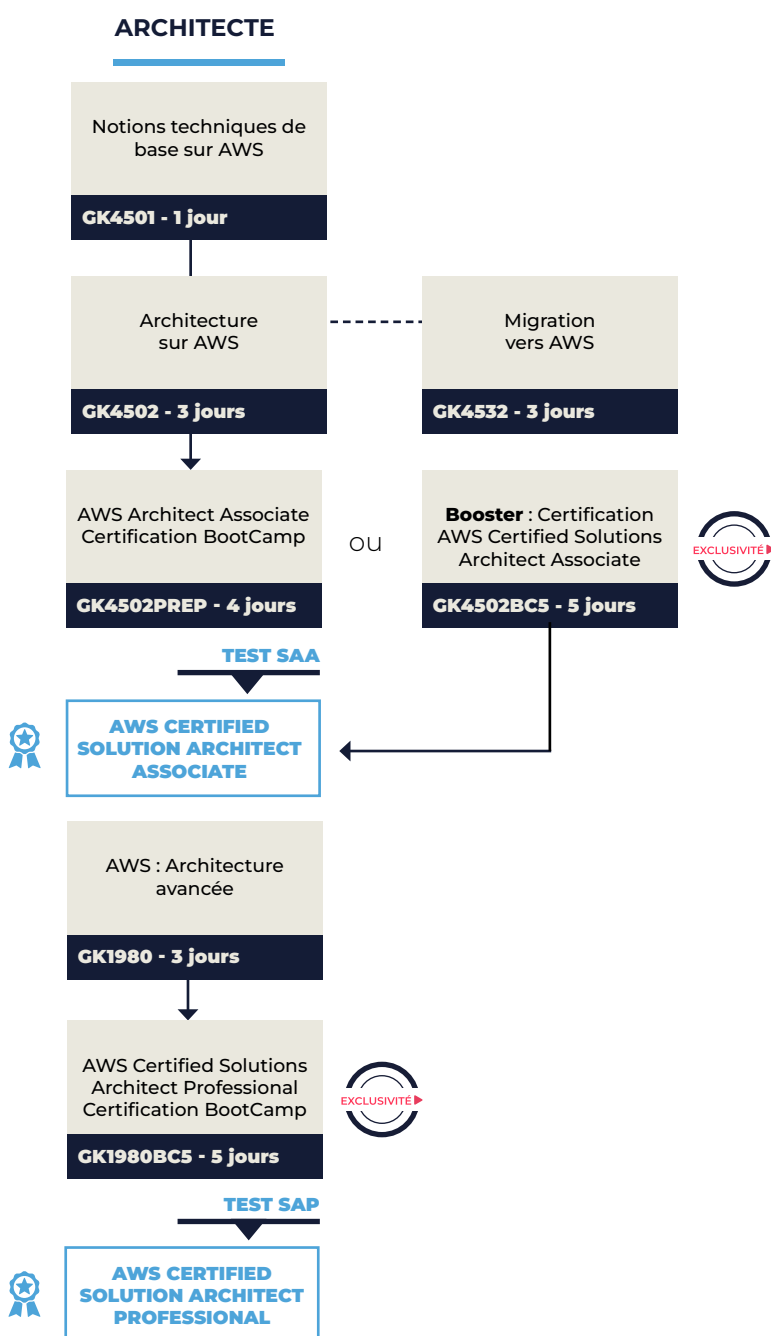 ARCHITECTE
Notions techniques de
base sur AWS
GK4501 - 1 jour
Architecture
sur AWS
GK4502 - 3 jours
Migration
vers AWS
GK4532 - 3 jours
AWS Architect Associate
Certification BootCamp
GK4502PREP - 4 jours
ou
Booster : Certification
AWS Certified Solutions
Architect Associate
GK4502BC5 - 5 jours
EXCLUSIVITÉ
TEST SAA
AWS CERTIFIED
SOLUTION ARCHITECT
ASSOCIATE
AWS : Architecture
avancée
GK1980 - 3 jours
AWS Certified Solutions
Architect Professional
Certification BootCamp
GK1980BC5 - 5 jours
EXCLUSIVITÉ
TEST SAP
AWS CERTIFIED
SOLUTION ARCHITECT
PROFESSIONAL